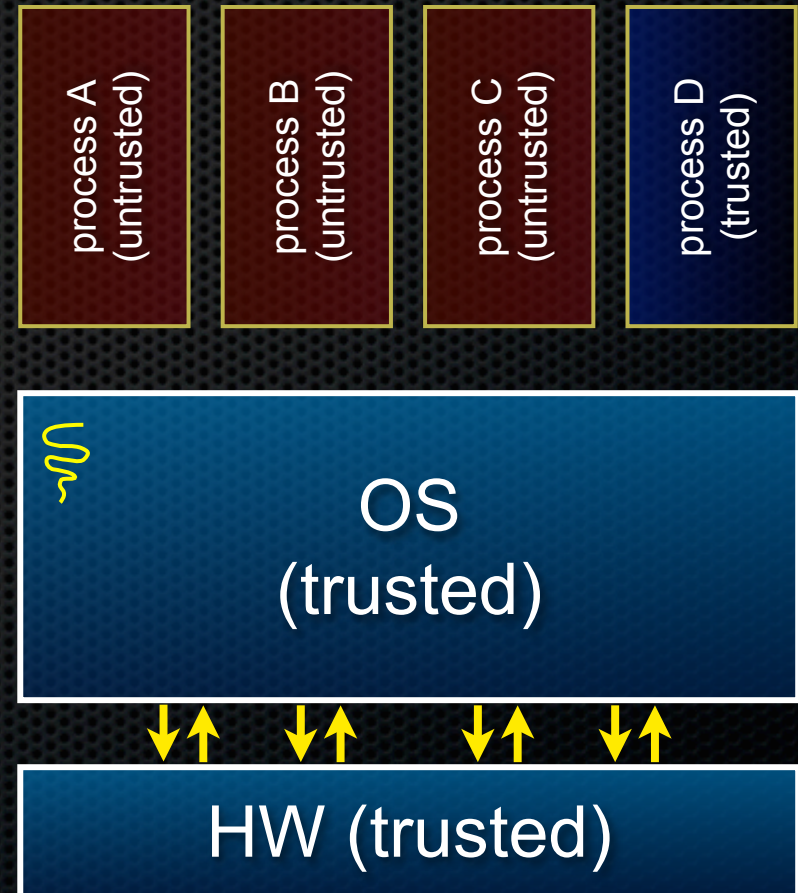 process A
(untrusted)
process B
(untrusted)
process C
(untrusted)
process D
(trusted)
OS
(trusted)
HW (trusted)